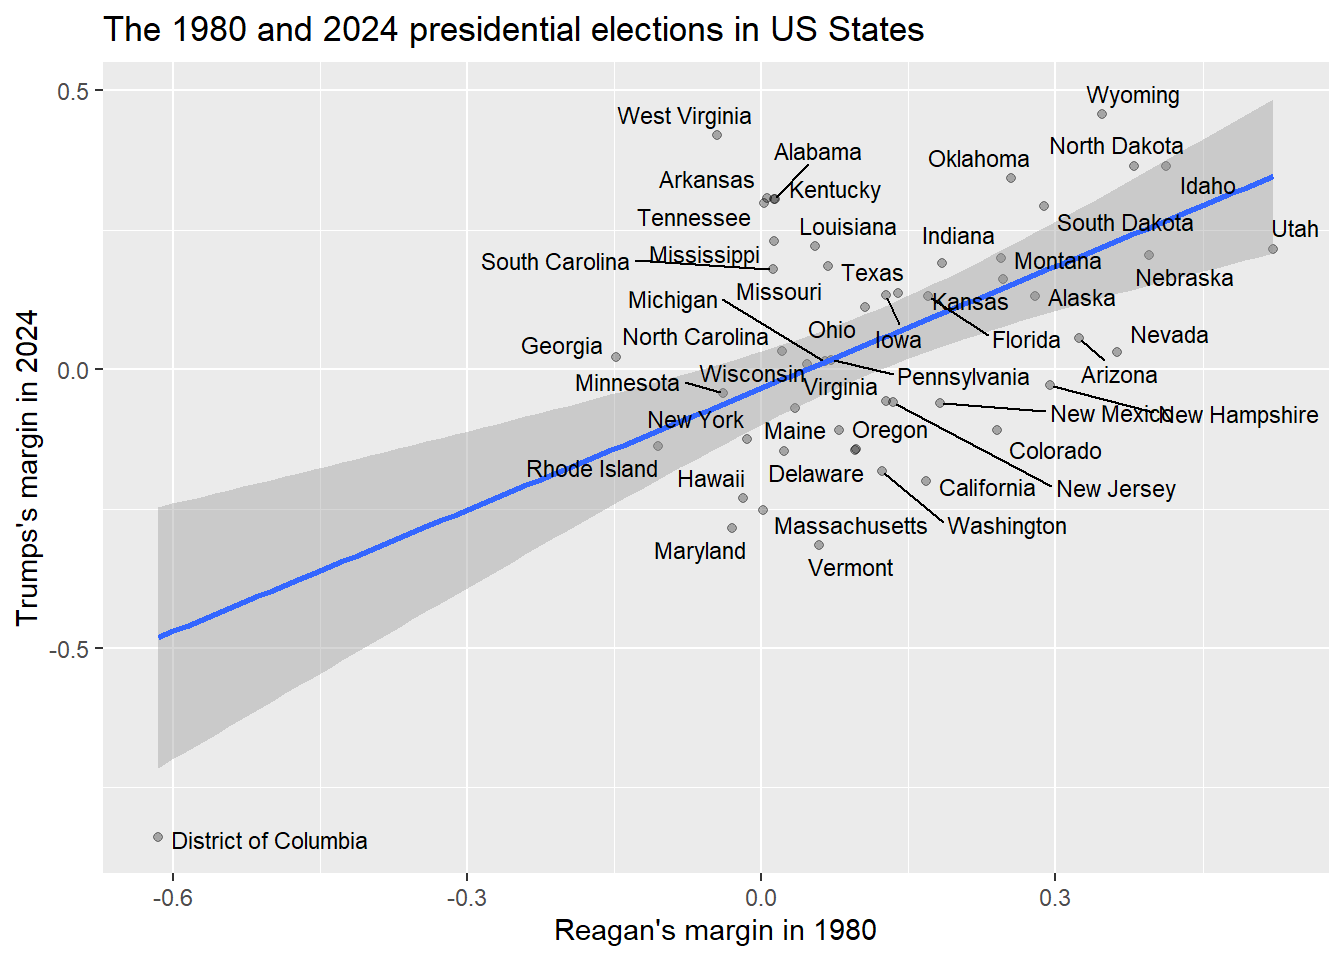 The 1980 and 2024 presidential elections in US States
Trumps's margin in 2024
0.5
0.0
-0.5
Wyoming
West Virginia
North Dakota
Alabama
Oklahoma
Arkansas
Kentucky
Idaho
Tennessee
Louisiana
South Dakota
Utah
Indiana
Mississippi
South Carolina
Texas
Montana
Nebraska
Missouri
Michigan
Kansas
Alaska
Ohio
North Carolina
Iowa
Florida
Nevada
Georgia
Wisconsin
Arizona
Minnesota
Virginia
Pennsylvania
New Mexico
New Hampshire
New York
Maine
Oregon
Colorado
Rhode Island
Hawaii
Delaware
California
New Jersey
Massachusetts
Washington
Maryland
Vermont
District of Columbia
-0.6
-0.3
0.0
0.3
Reagan's margin in 1980